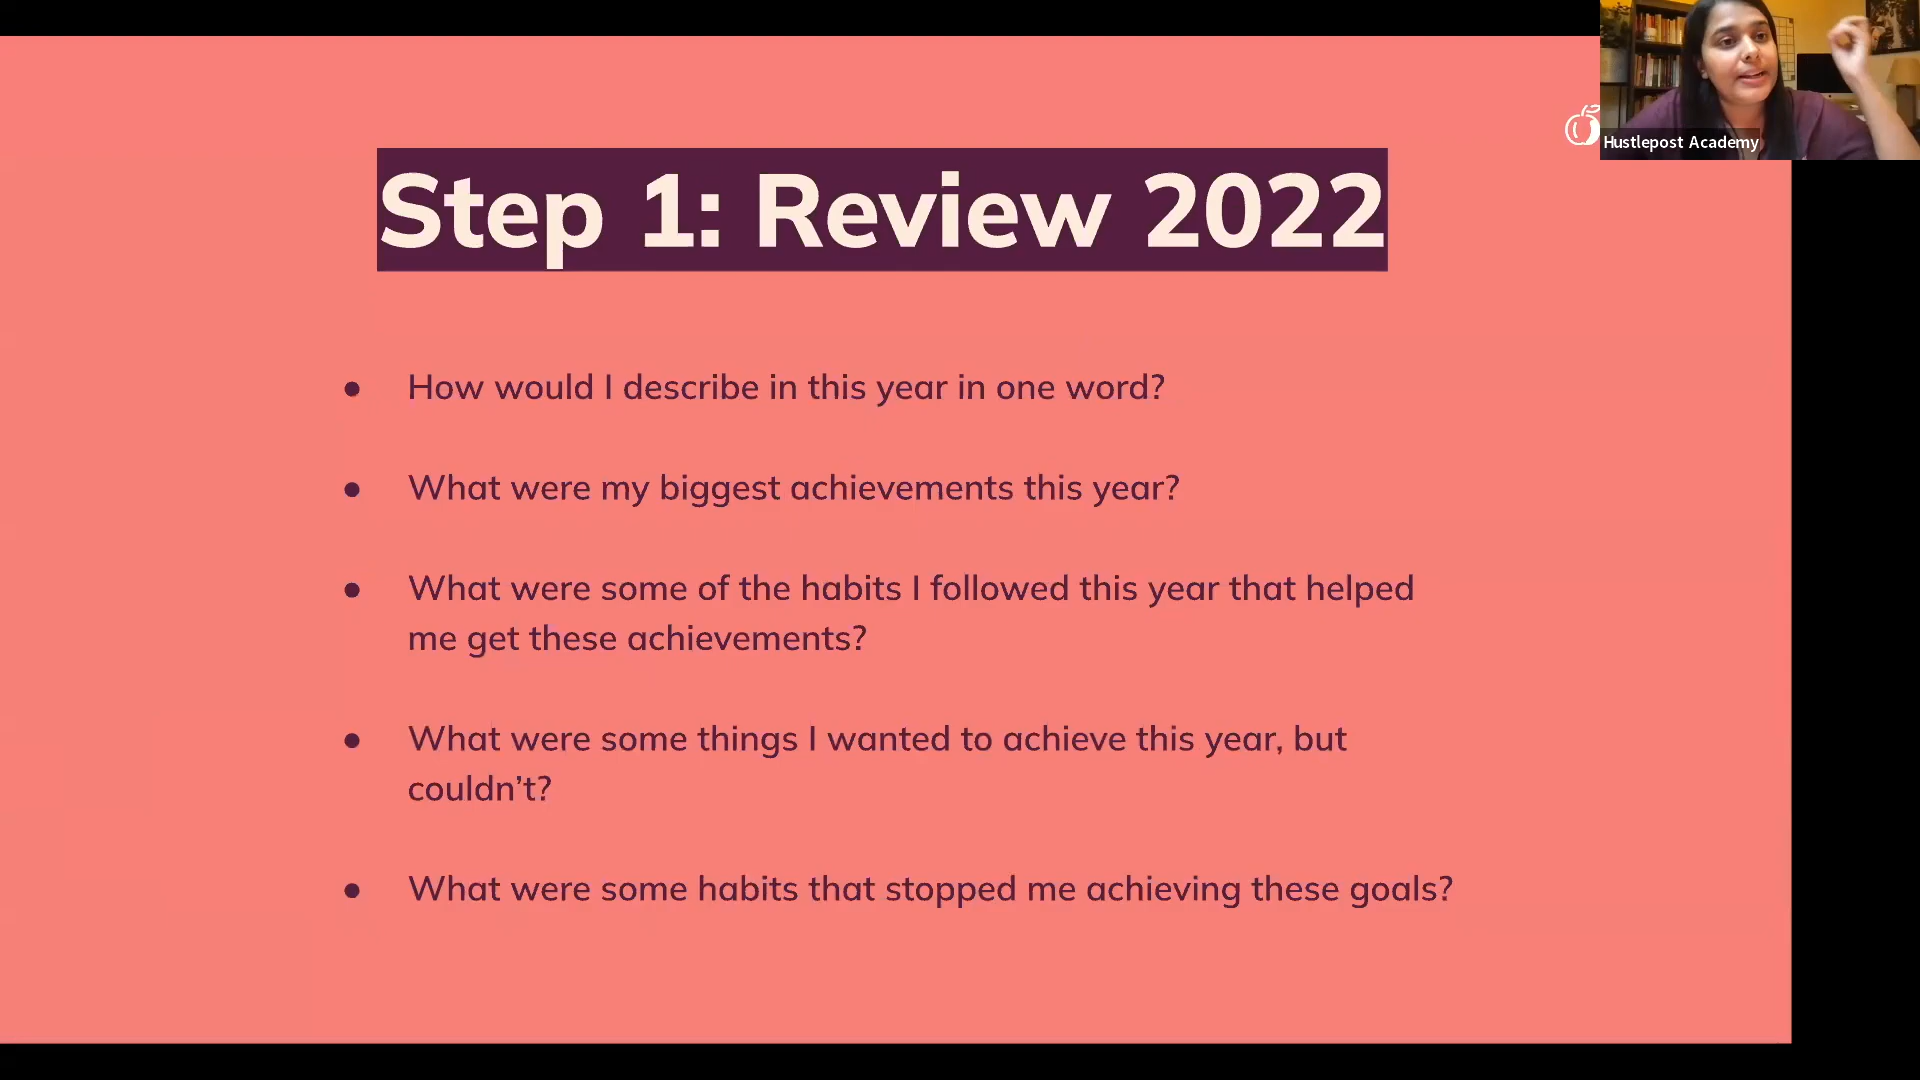 Hustlepost Academy
Step 1: Review 2022
● How would I describe in this year in one word?
● What were my biggest achievements this year?
● What were some of the habits I followed this year that helped
me get these achievements?
● What were some things I wanted to achieve this year, but
couldn’t?
● What were some habits that stopped me achieving these goals?